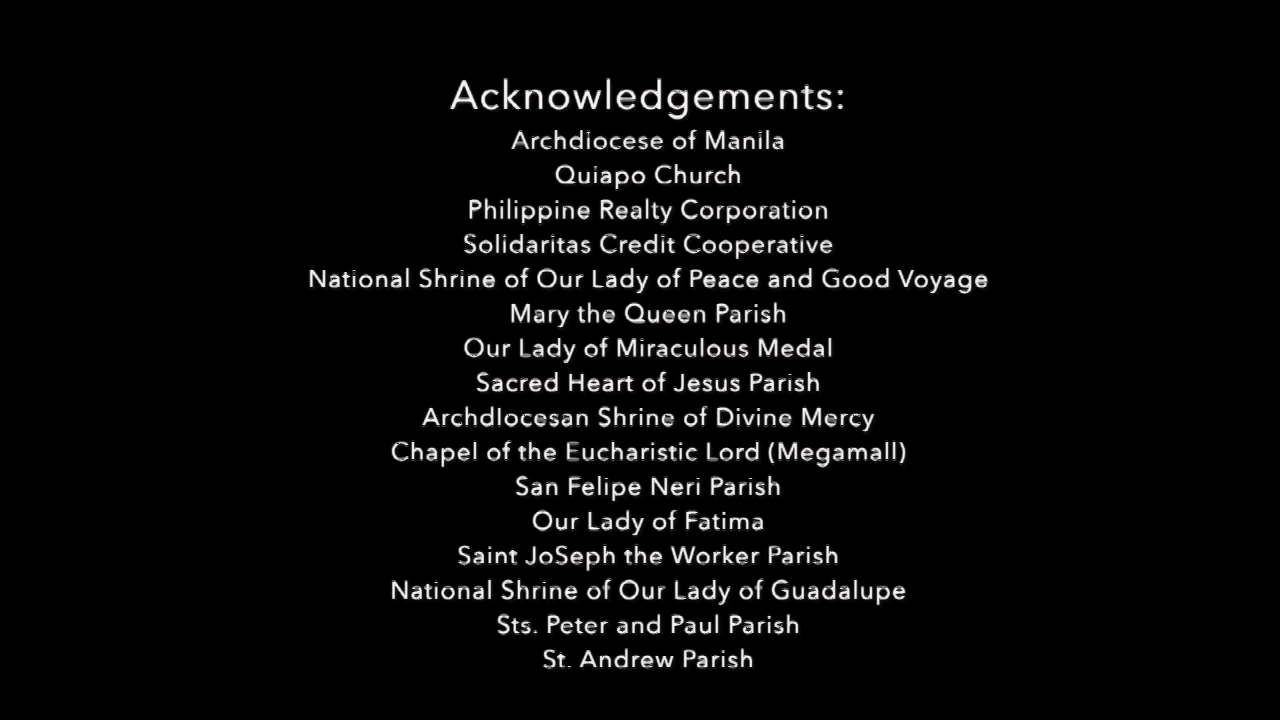 Acknowledgements:
Archdiocese of Manila
Quiapo Church
Philippine Realty Corporation
Solidaritas Credit Cooperative
National Shrine of Our Lady of Peace and Good Voyage
Mary the Queen Parish
Our Lady of Miraculous Medal
Sacred Heart of Jesus Parish
ArchdIocesan Shrine of Divine Mercy
Chapel of the Eucharistic Lord (Megamall)
San Felipe Neri Parish
Our Lady of Fatima
Saint JoSeph the Worker Parish
National Shrine of Our Lady of Guadalupe
Sts. Peter and Paul Parish
St. Andrew Parish